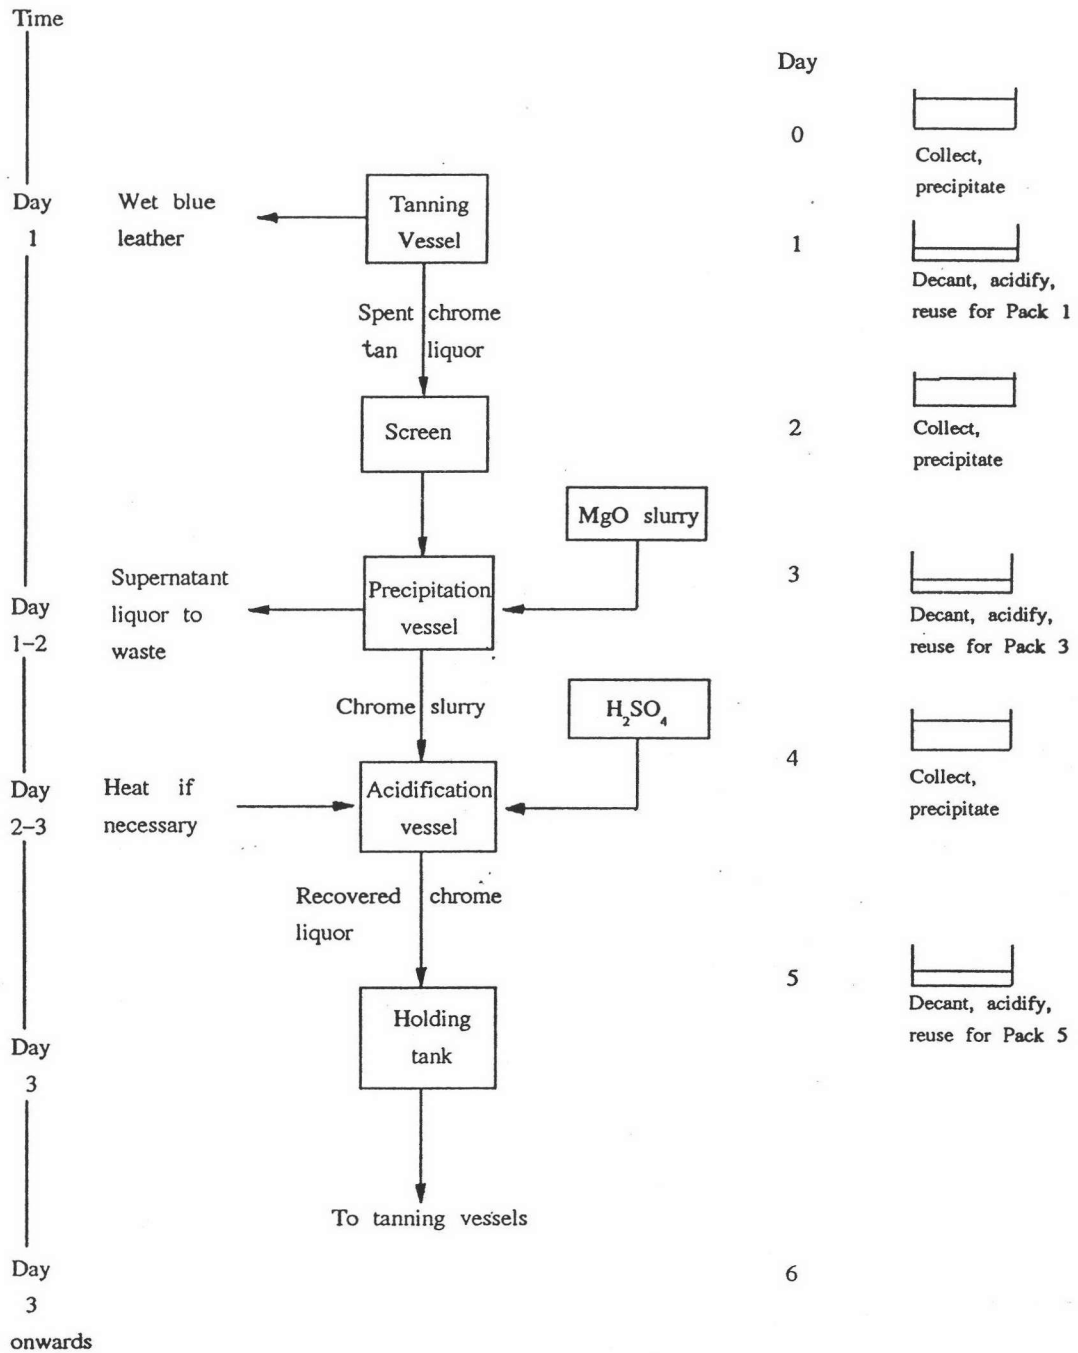 Time
Day
1
Wet blue
leather
Tanning
Vessel
Spent chrome
tan liquor
Screen
MgO slurry
Day
1-2
Supernatant
liquor to
waste
Precipitation
vessel
Chrome slurry
H₂SO₄
Day
2-3
Heat if
necessary
Acidification
vessel
Recovered chrome
liquor
Holding
tank
Day
3
To tanning vessels
Day
3
onwards
Day
0
Collect,
precipitate
1
Decant, acidify,
reuse for Pack 1
2
Collect,
precipitate
3
Decant, acidify,
reuse for Pack 3
4
Collect,
precipitate
5
Decant, acidify,
reuse for Pack 5
6